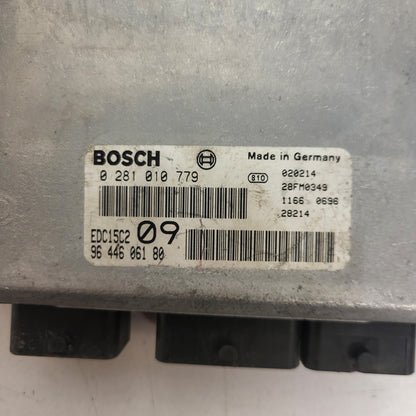 BOSCH
Made in Germany
0 281 010 779
810
020214
28FM0349
1166 0696
28214
EDC15C2 09
96 446 061 80